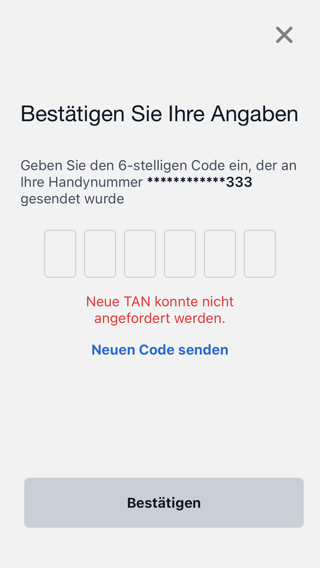 Bestätigen Sie Ihre Angaben
Geben Sie den 6-stelligen Code ein, der an
Ihre Handynummer ************333
gesendet wurde
Neue TAN konnte nicht
angefordert werden.
Neuen Code senden
Bestätigen